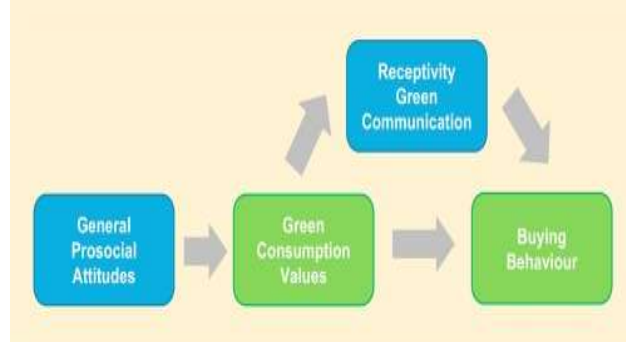 Receptivity
Green
Communication
General
Prosocial
Attitudes
Green
Consumption
Values
Buying
Behaviour